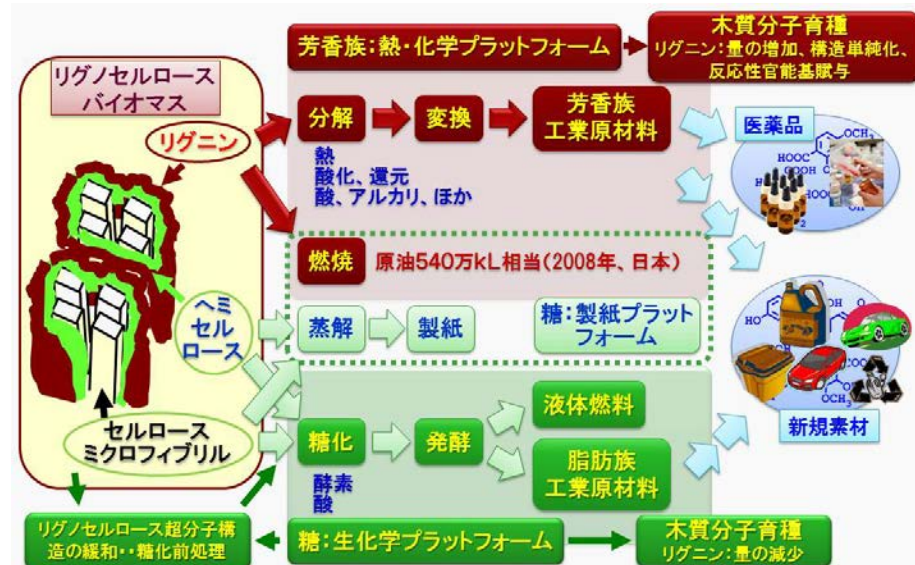 芳香族:熱・化学プラットフォーム
木質分子育種
リグニン:量の増加、構造単純化、
反応性官能基賦与
リグノセルロース
バイオマス
リグニン
分解
変換
芳香族
工業原材料
熱
酸化、還元
酸、アルカリ、ほか
医薬品
OCH3
HOOC
COOH
燃焼
原油540万kL相当(2008年、日本)
ヘミ
セル
ロース
蒸解
製紙
糖:製紙プラット
フォーム
HO
OCH3
新規素材
セルロース
ミクロフィブリル
糖化
発酵
液体燃料
脂肪族
工業原材料
酵素
酸
リグノセルロース超分子構
造の緩和・・糖化前処理
糖:生化学プラットフォーム
木質分子育種
リグニン:量の減少